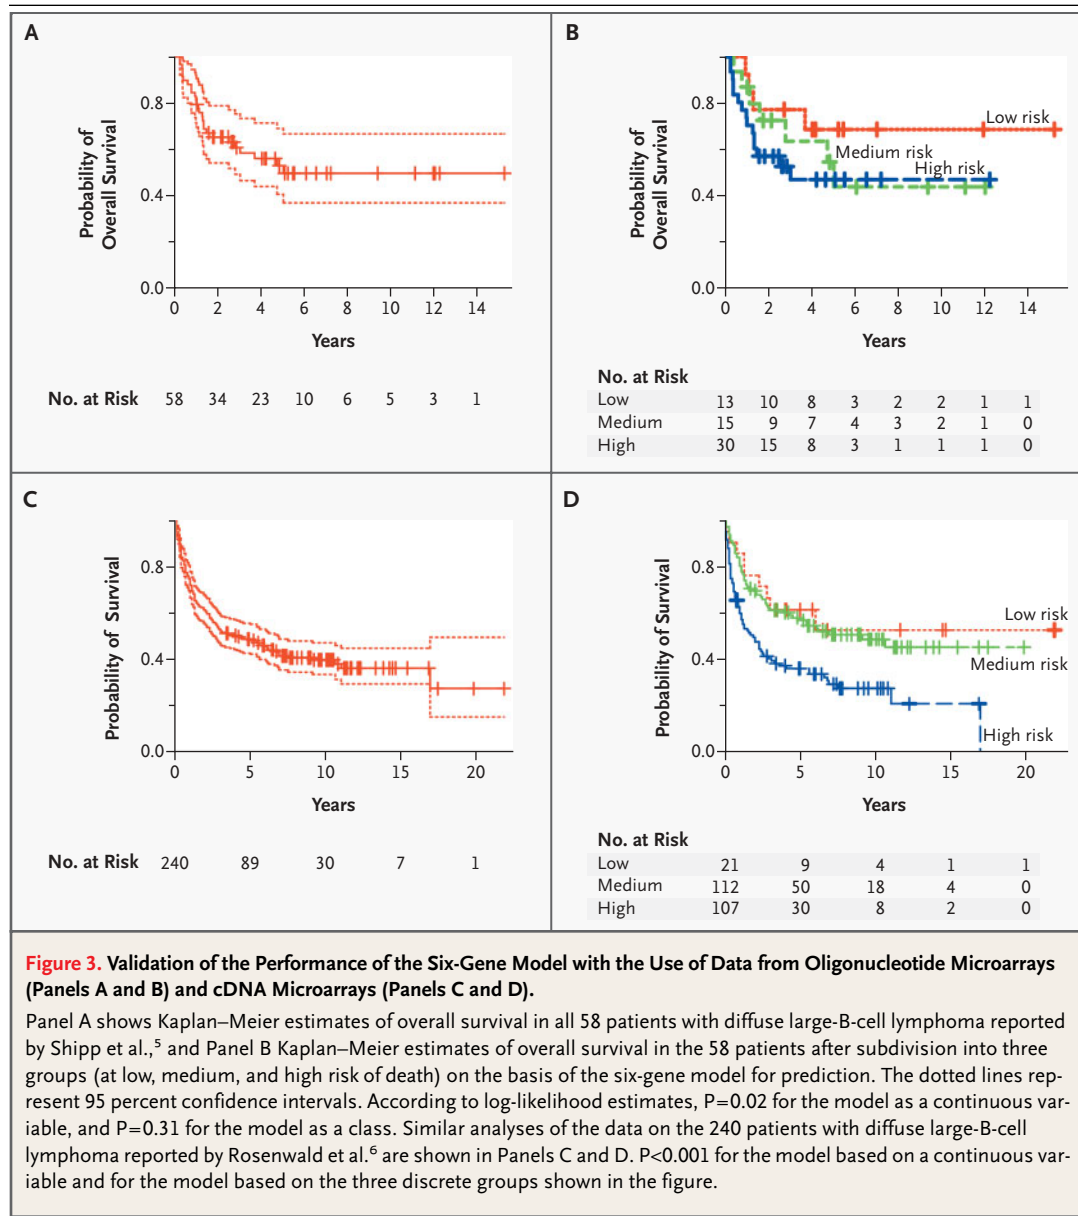 A
Probability of
Overall Survival
0.8
0.4
0.0
0 2 4 6 8 10 12 14
Years
No. at Risk 58 34 23 10 6 5 3 1
B
Probability of
Overall Survival
0.8
0.4
0.0
Low risk
Medium risk
High risk
0 2 4 6 8 10 12 14
Years
No. at Risk
Low 13 10 8 3 2 2 1 1
Medium 15 9 7 4 3 2 1 0
High 30 15 8 3 1 1 1 0
C
Probability of Survival
0.8
0.4
0.0
0 5 10 15 20
Years
No. at Risk 240 89 30 7 1
D
Probability of Survival
0.8
0.4
0.0
Low risk
Medium risk
High risk
0 5 10 15 20
Years
No. at Risk
Low 21 9 4 1 1
Medium 112 50 18 4 0
High 107 30 8 2 0
Figure 3. Validation of the Performance of the Six-Gene Model with the Use of Data from Oligonucleotide Microarrays
(Panels A and B) and cDNA Microarrays (Panels C and D).
Panel A shows Kaplan–Meier estimates of overall survival in all 58 patients with diffuse large-B-cell lymphoma reported
by Shipp et al.,⁵ and Panel B Kaplan–Meier estimates of overall survival in the 58 patients after subdivision into three
groups (at low, medium, and high risk of death) on the basis of the six-gene model for prediction. The dotted lines rep-
resent 95 percent confidence intervals. According to log-likelihood estimates, P=0.02 for the model as a continuous var-
iable, and P=0.31 for the model as a class. Similar analyses of the data on the 240 patients with diffuse large-B-cell
lymphoma reported by Rosenwald et al.⁶ are shown in Panels C and D. P<0.001 for the model based on a continuous var-
iable and for the model based on the three discrete groups shown in the figure.